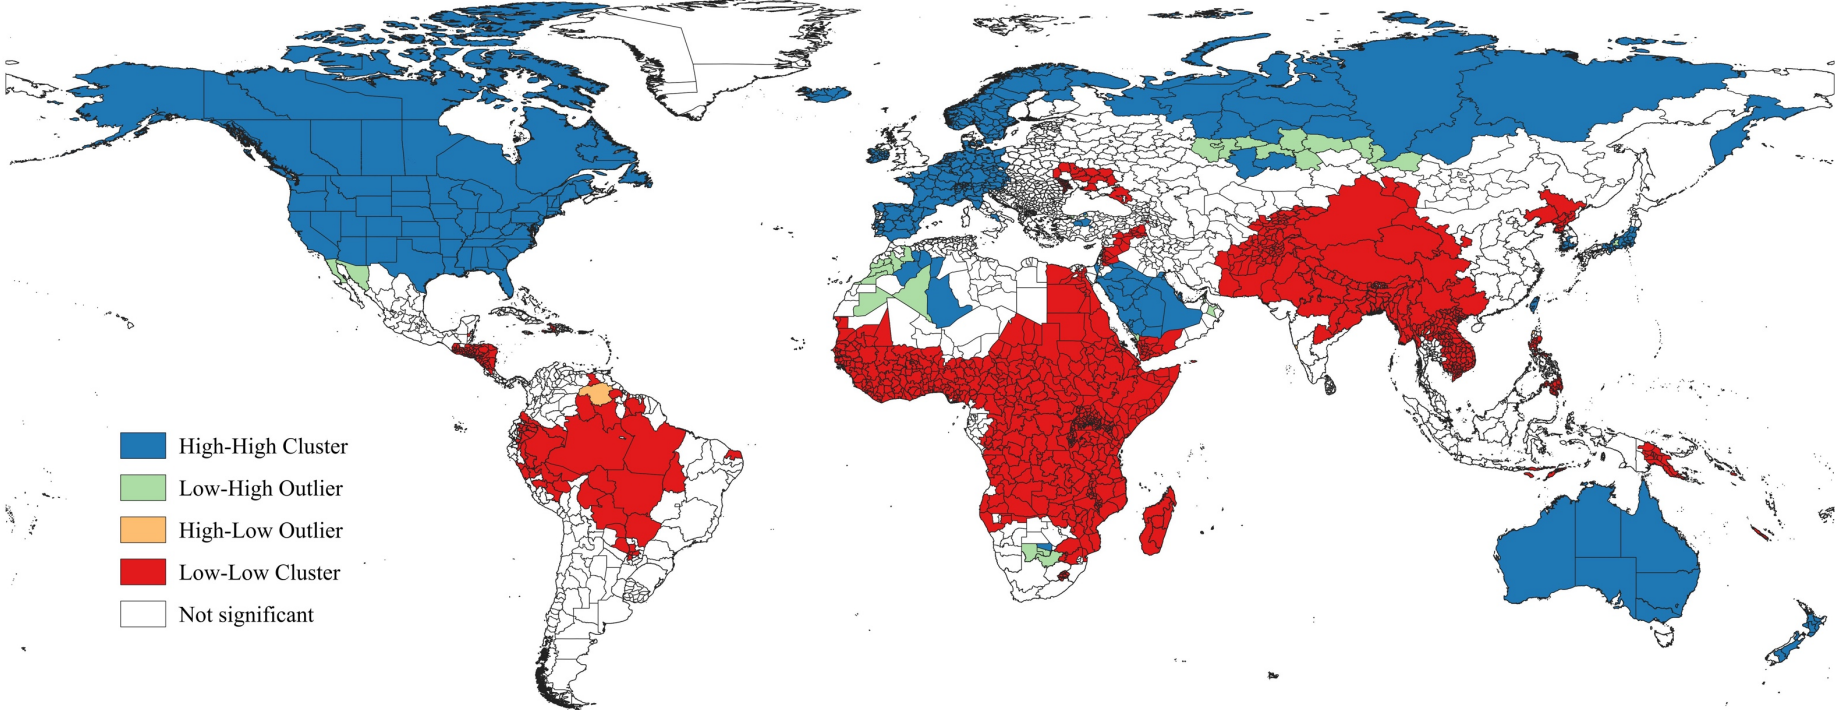 High-High Cluster
Low-High Outlier
High-Low Outlier
Low-Low Cluster
Not significant